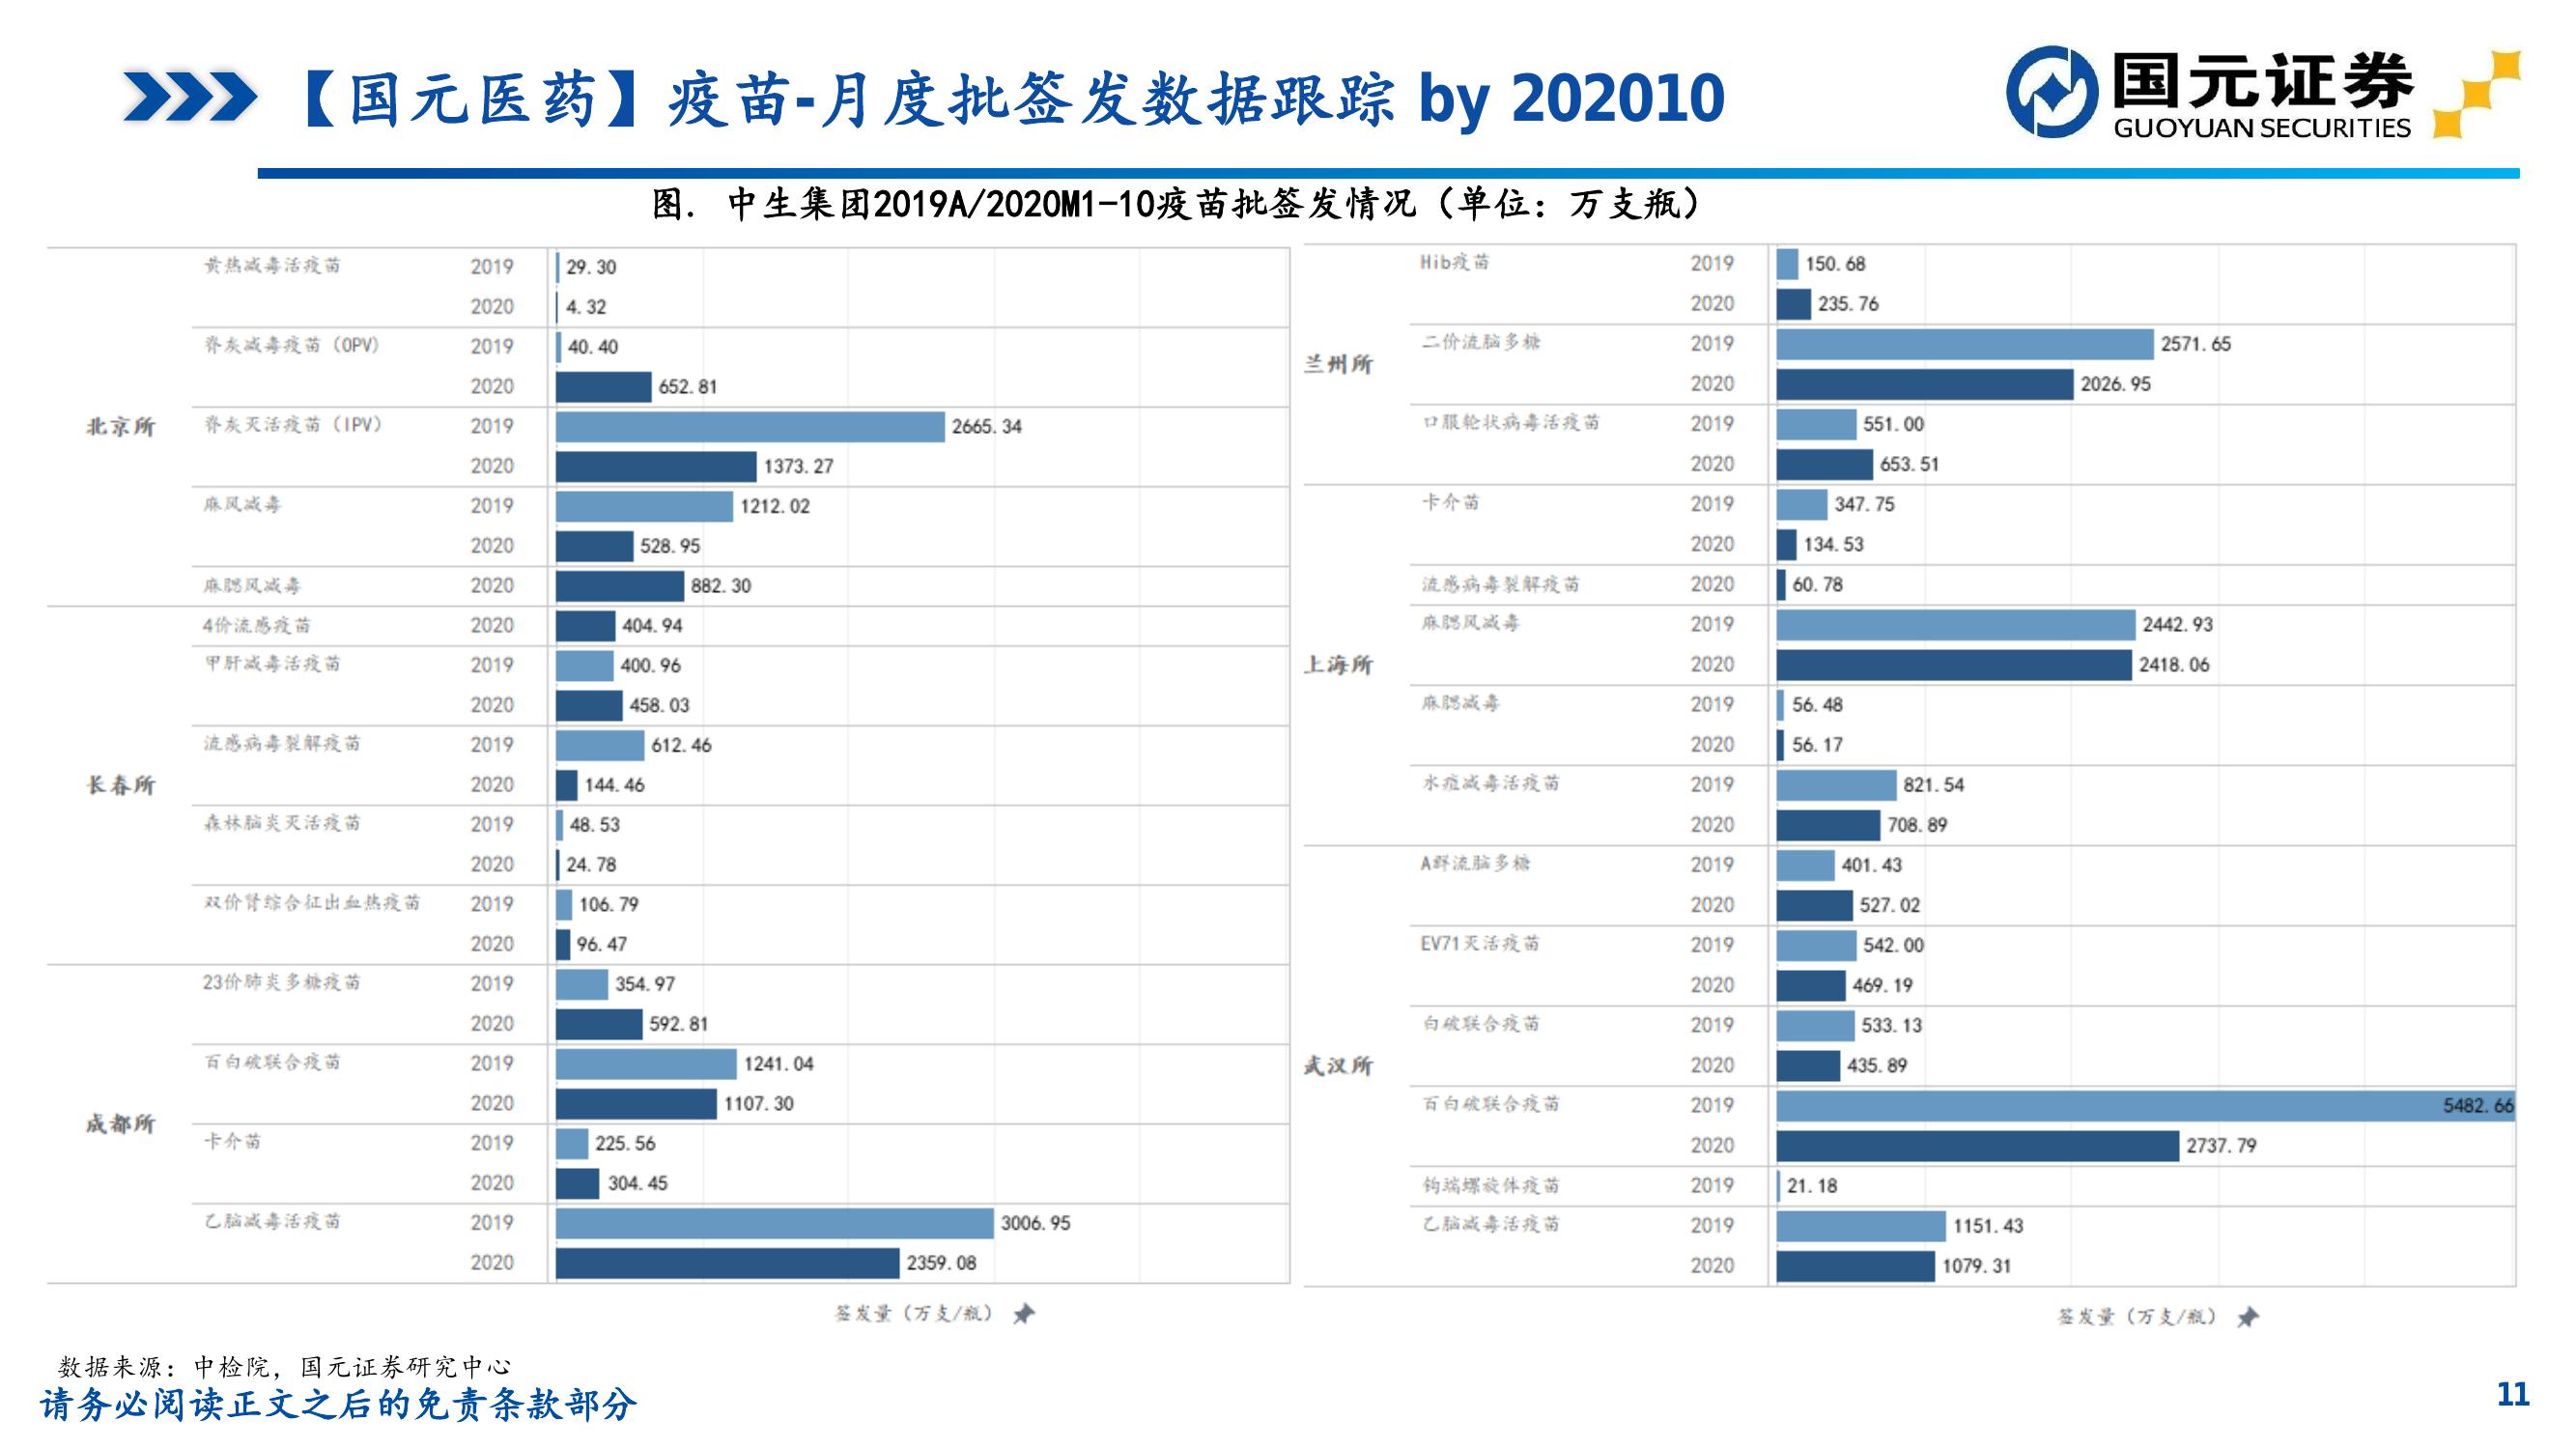 【国元医药】疫苗-月度批签发数据跟踪 by 202010
国元证券
GUOYUAN SECURITIES
图. 中生集团2019A/2020M1-10疫苗批签发情况（单位：万支瓶）
北京所
黄热减毒活疫苗 2019 29.30
2020 4.32
脊灰减毒疫苗（OPV） 2019 40.40
2020 652.81
脊灰灭活疫苗（IPV） 2019 2665.34
2020 1373.27
麻风减毒 2019 1212.02
2020 528.95
麻腮风减毒 2020 882.30
长春所
4价流感疫苗 2020 404.94
甲肝减毒活疫苗 2019 400.96
2020 458.03
流感病毒裂解疫苗 2019 612.46
2020 144.46
森林脑炎灭活疫苗 2019 48.53
2020 24.78
双价肾综合征出血热疫苗 2019 106.79
2020 96.47
成都所
23价肺炎多糖疫苗 2019 354.97
2020 592.81
百白破联合疫苗 2019 1241.04
2020 1107.30
卡介苗 2019 225.56
2020 304.45
乙脑减毒活疫苗 2019 3006.95
2020 2359.08
签发量（万支/瓶）
兰州所
Hib疫苗 2019 150.68
2020 235.76
二价流脑多糖 2019 2571.65
2020 2026.95
口服轮状病毒活疫苗 2019 551.00
2020 653.51
上海所
卡介苗 2019 347.75
2020 134.53
流感病毒裂解疫苗 2020 60.78
麻腮风减毒 2019 2442.93
2020 2418.06
麻腮减毒 2019 56.48
2020 56.17
水痘减毒活疫苗 2019 821.54
2020 708.89
武汉所
A群流脑多糖 2019 401.43
2020 527.02
EV71灭活疫苗 2019 542.00
2020 469.19
白破联合疫苗 2019 533.13
2020 435.89
百白破联合疫苗 2019 5482.66
2020 2737.79
钩端螺旋体疫苗 2019 21.18
乙脑减毒活疫苗 2019 1151.43
2020 1079.31
签发量（万支/瓶）
数据来源：中检院，国元证券研究中心
请务必阅读正文之后的免责条款部分
11